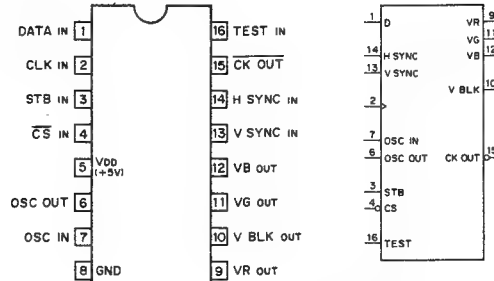 DATA IN 1
CLK IN 2
STB IN 3
CS IN 4
5 VDD
(+5V)
OSC OUT 6
OSC IN 7
8 GND
16 TEST IN
15 CK OUT
14 H SYNC IN
13 V SYNC IN
12 VB OUT
11 VG OUT
10 V BLK OUT
9 VR OUT
1 D
14 H SYNC
13 V SYNC
2
7 OSC IN
6 OSC OUT
3 STB
4 CS
16 TEST
VR 9
VG 11
VB 12
V BLK 10
CK OUT 15